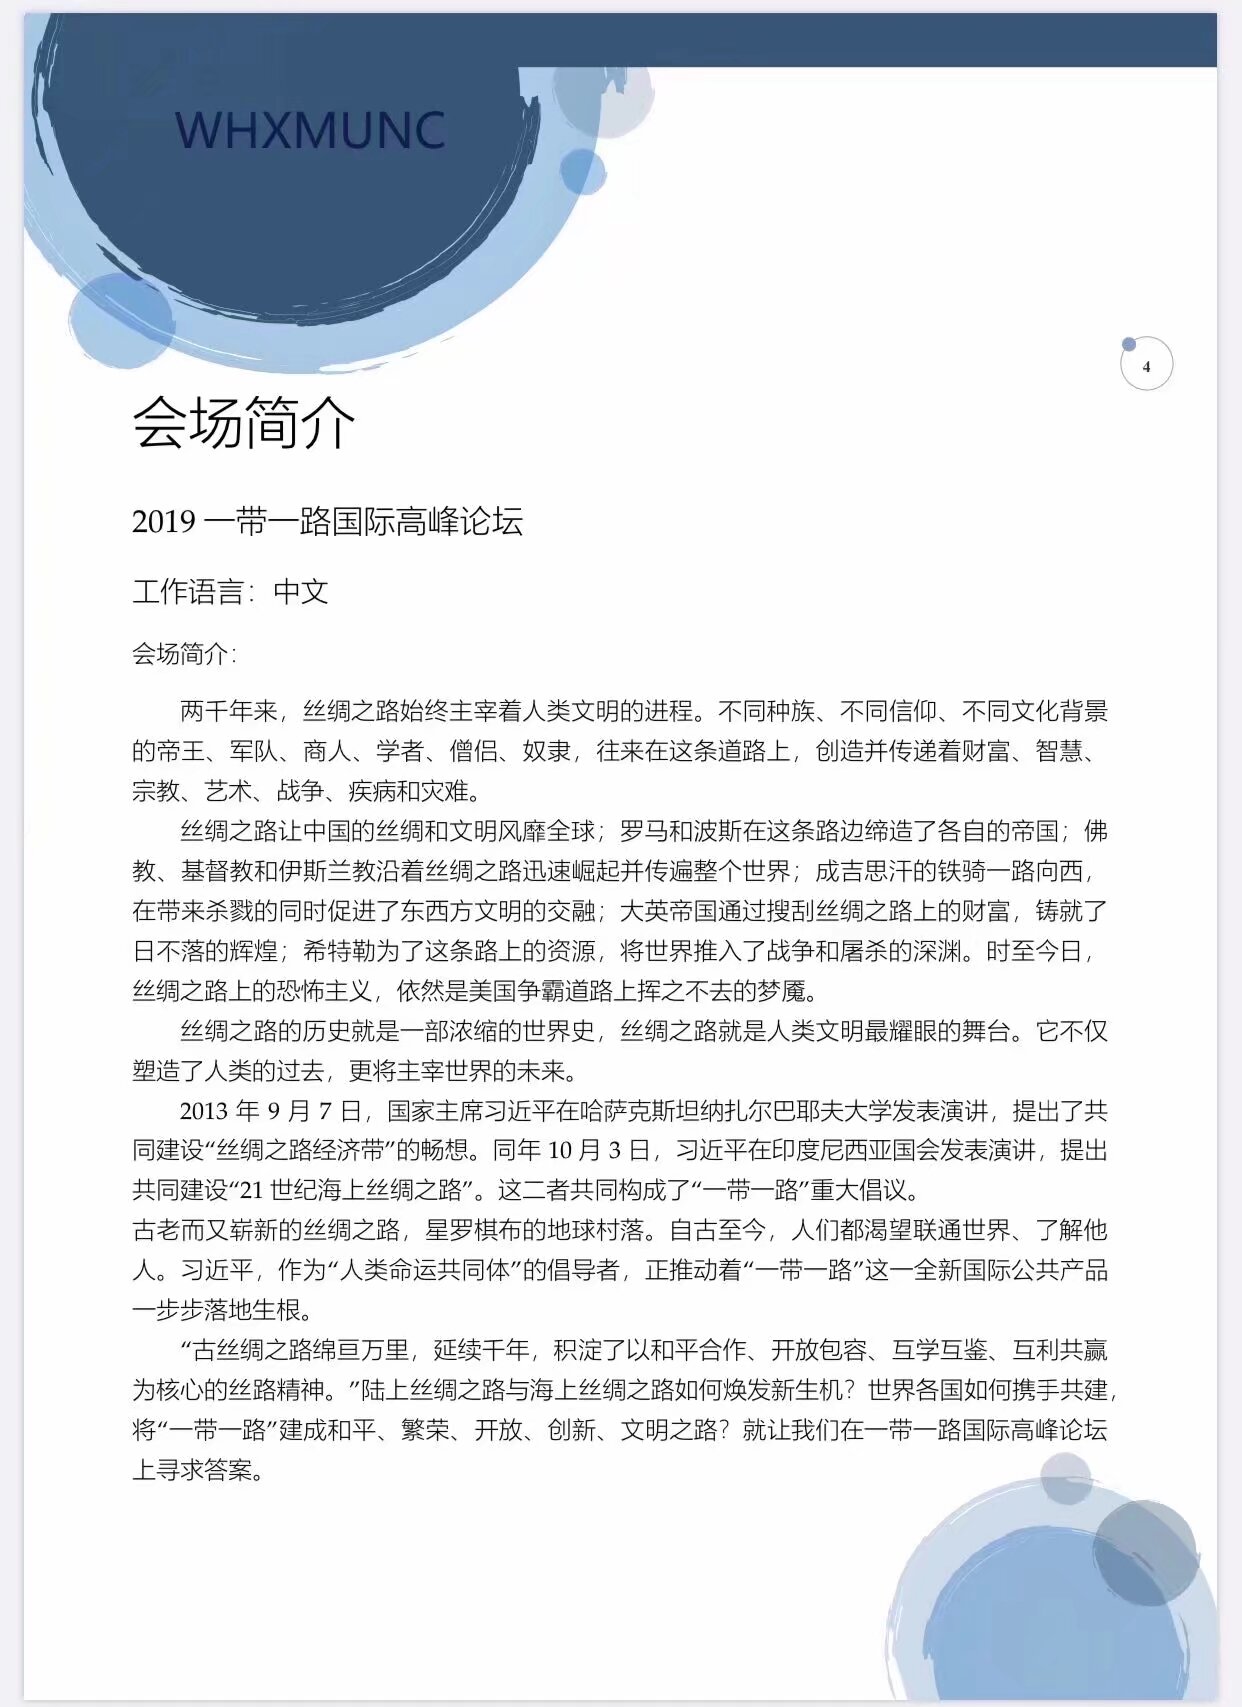 WHXMUNC
4
会场简介
2019 一带一路国际高峰论坛
工作语言：中文
会场简介：
两千年来，丝绸之路始终主宰着人类文明的进程。不同种族、不同信仰、不同文化背景
的帝王、军队、商人、学者、僧侣、奴隶，往来在这条道路上，创造并传递着财富、智慧、
宗教、艺术、战争、疾病和灾难。
丝绸之路让中国的丝绸和文明风靡全球；罗马和波斯在这条路边缔造了各自的帝国；佛
教、基督教和伊斯兰教沿着丝绸之路迅速崛起并传遍整个世界；成吉思汗的铁骑一路向西，
在带来杀戮的同时促进了东西方文明的交融；大英帝国通过搜刮丝绸之路上的财富，铸就了
日不落的辉煌；希特勒为了这条路上的资源，将世界推入了战争和屠杀的深渊。时至今日，
丝绸之路上的恐怖主义，依然是美国争霸道路上挥之不去的梦魇。
丝绸之路的历史就是一部浓缩的世界史，丝绸之路就是人类文明最耀眼的舞台。它不仅
塑造了人类的过去，更将主宰世界的未来。
2013 年 9 月 7 日，国家主席习近平在哈萨克斯坦纳扎尔巴耶夫大学发表演讲，提出了共
同建设“丝绸之路经济带”的畅想。同年 10 月 3 日，习近平在印度尼西亚国会发表演讲，提出
共同建设“21 世纪海上丝绸之路”。这二者共同构成了“一带一路”重大倡议。
古老而又崭新的丝绸之路，星罗棋布的地球村落。自古至今，人们都渴望联通世界、了解他
人。习近平，作为“人类命运共同体”的倡导者，正推动着“一带一路”这一全新国际公共产品
一步步落地生根。
“古丝绸之路绵亘万里，延续千年，积淀了以和平合作、开放包容、互学互鉴、互利共赢
为核心的丝路精神。”陆上丝绸之路与海上丝绸之路如何焕发新生机？世界各国如何携手共建，
将“一带一路”建成和平、繁荣、开放、创新、文明之路？就让我们在一带一路国际高峰论坛
上寻求答案。